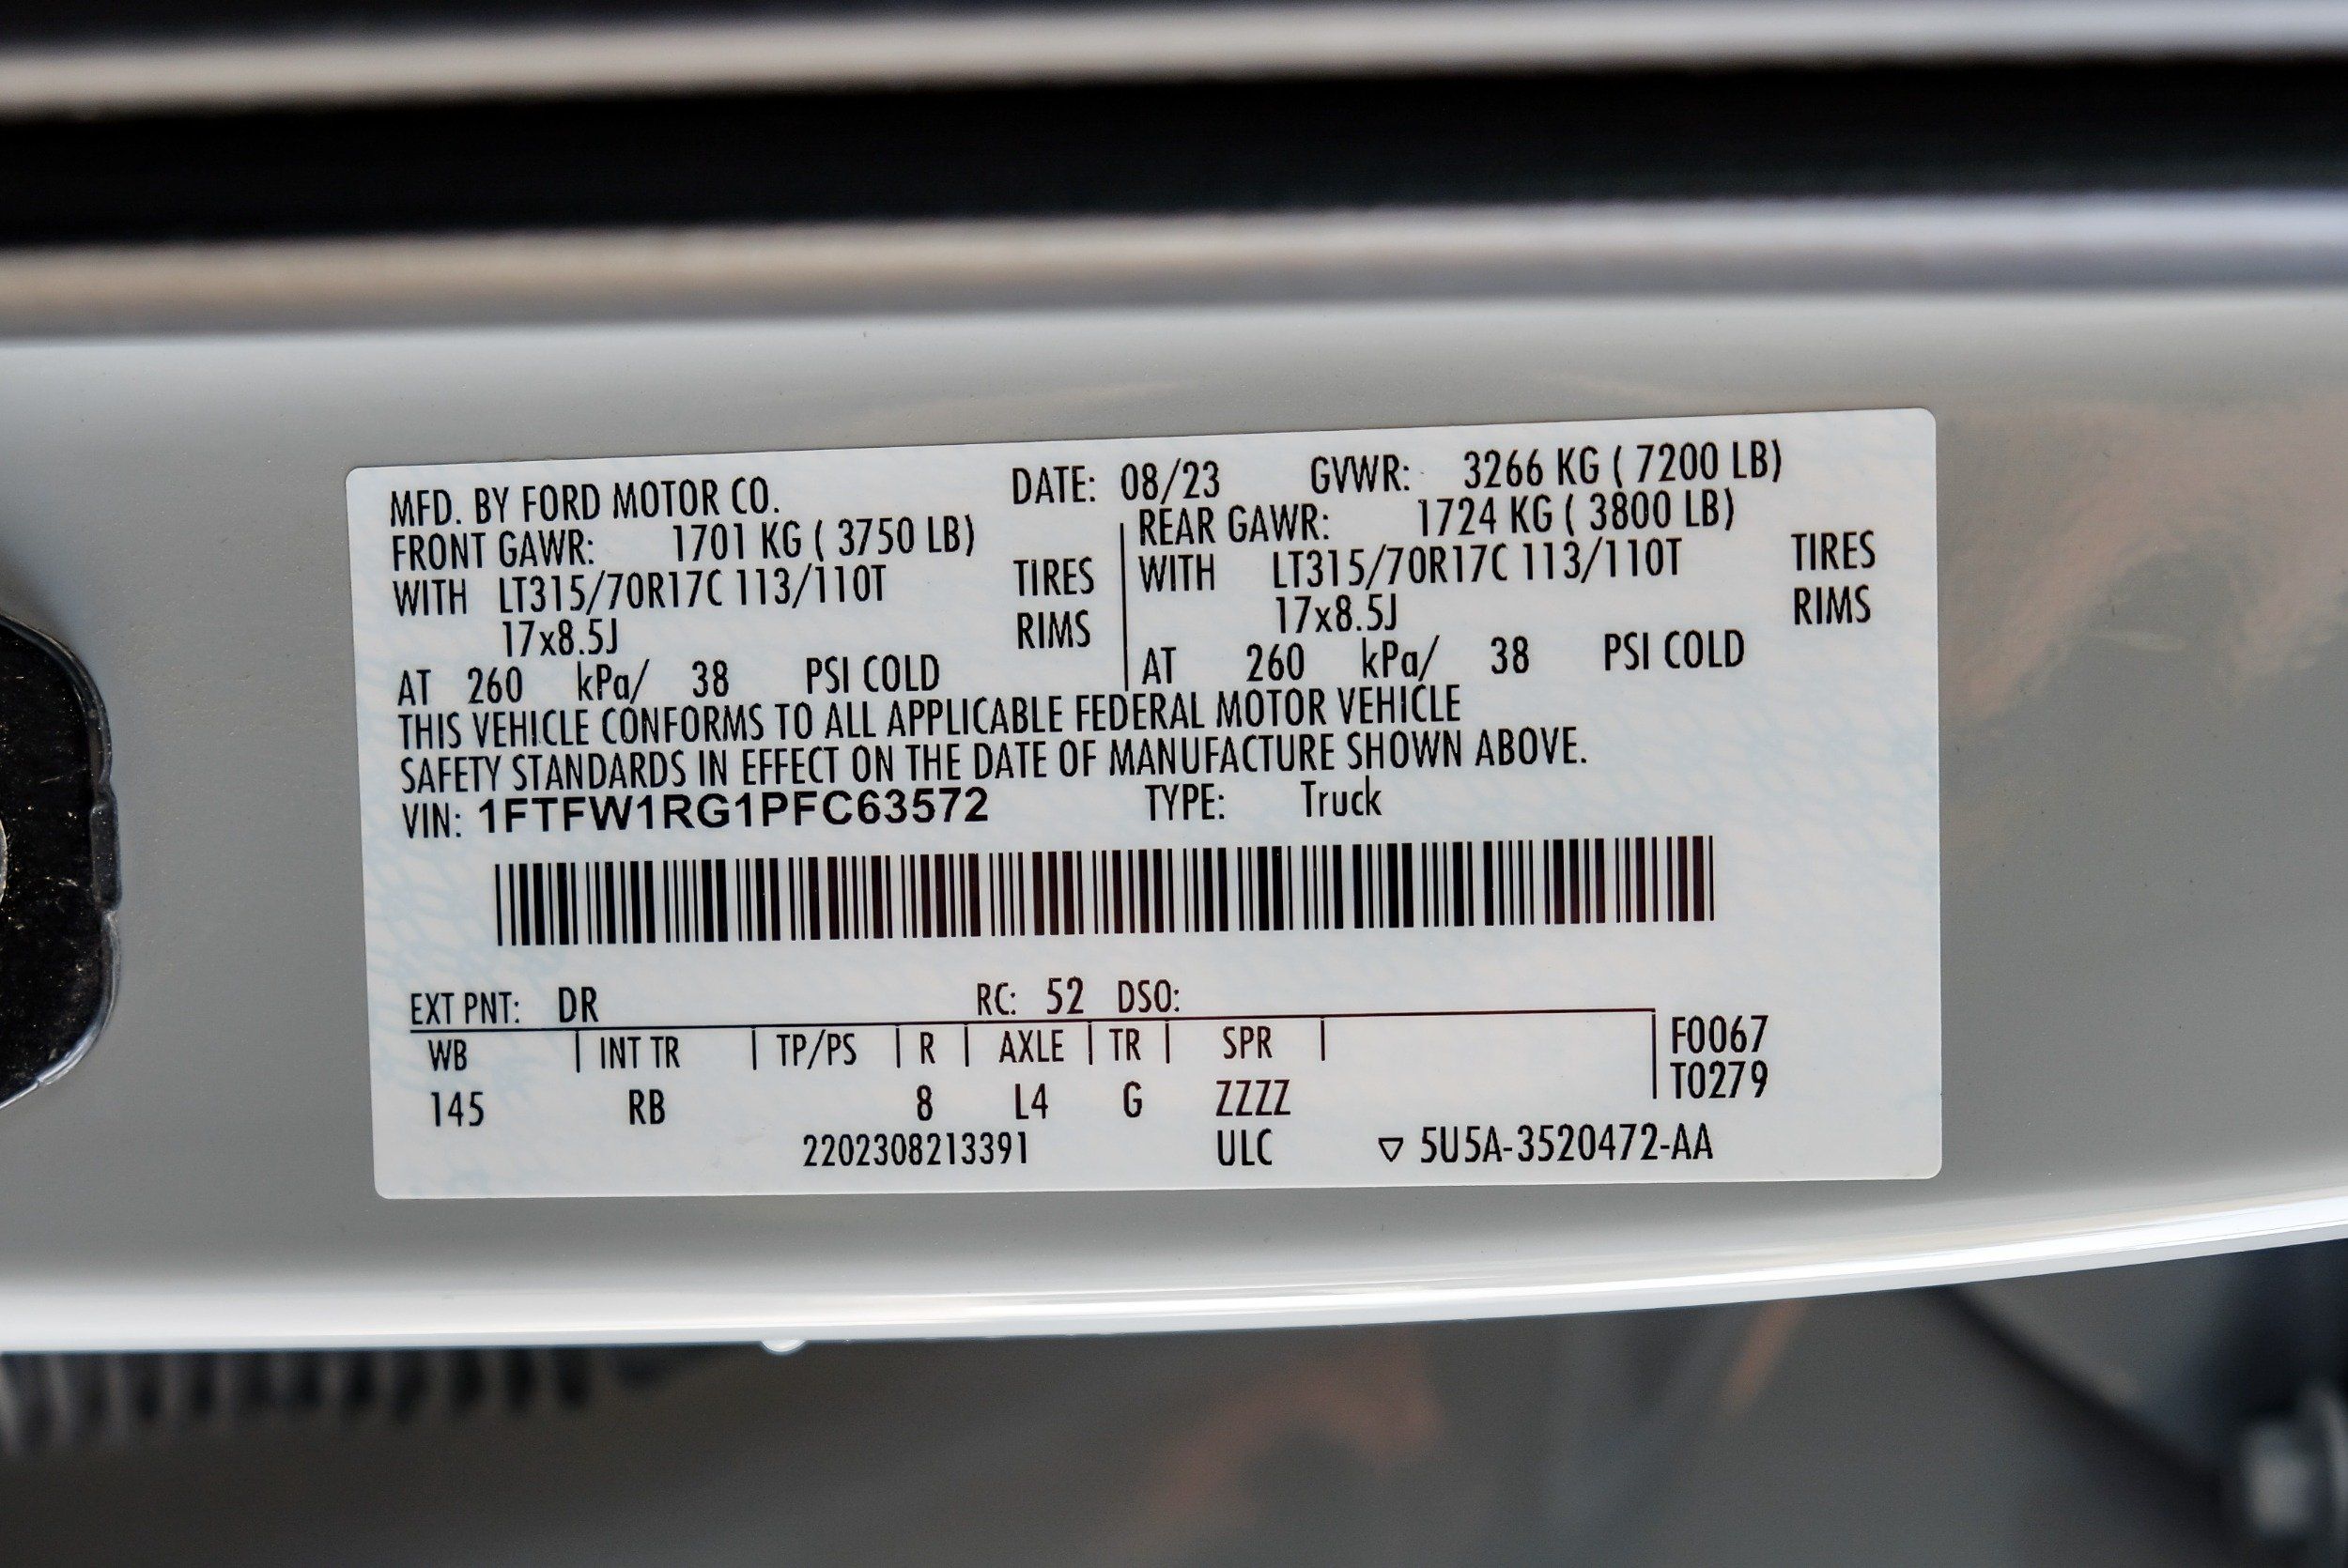 MFD. BY FORD MOTOR CO. DATE: 08/23 GVWR: 3266 KG ( 7200 LB)
FRONT GAWR: 1701 KG ( 3750 LB) REAR GAWR: 1724 KG ( 3800 LB)
WITH LT315/70R17C 113/110T TIRES WITH LT315/70R17C 113/110T TIRES
17x8.5J RIMS 17x8.5J RIMS
AT 260 kPa/ 38 PSI COLD AT 260 kPa/ 38 PSI COLD
THIS VEHICLE CONFORMS TO ALL APPLICABLE FEDERAL MOTOR VEHICLE
SAFETY STANDARDS IN EFFECT ON THE DATE OF MANUFACTURE SHOWN ABOVE.
VIN: 1FTFW1RG1PFC63572 TYPE: Truck
EXT PNT: DR RC: 52 DSO:
WB INT TR TP/PS R AXLE TR SPR F0067
145 RB 8 L4 G ZZZZ T0279
2202308213391 ULC ▽ 5U5A-3520472-AA